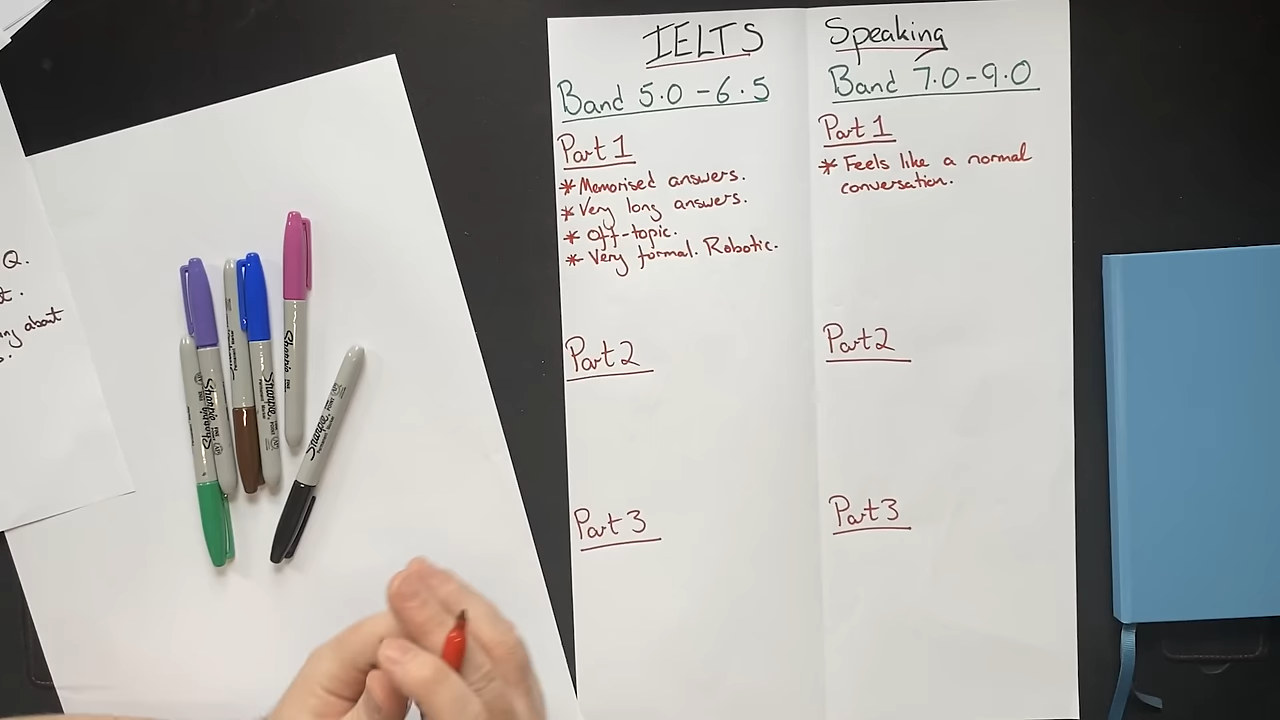 IELTS Speaking
Band 5.0 - 6.5
Part 1
* Memorised answers.
* Very long answers.
* Off-topic.
* Very formal. Robotic.
Part 2
Part 3
Band 7.0 - 9.0
Part 1
* Feels like a normal
conversation.
Part 2
Part 3
Q.
about
Sharpie
Sharpie
Sharpie
Sharpie